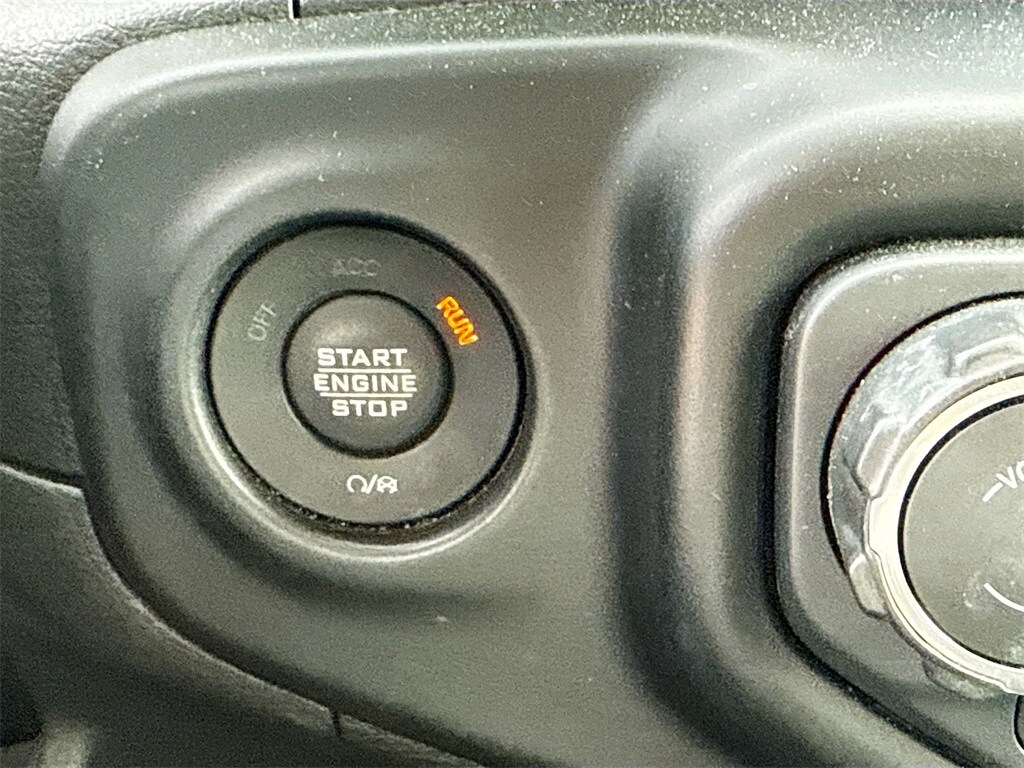 ACC
OFF
RUN
START
ENGINE
STOP